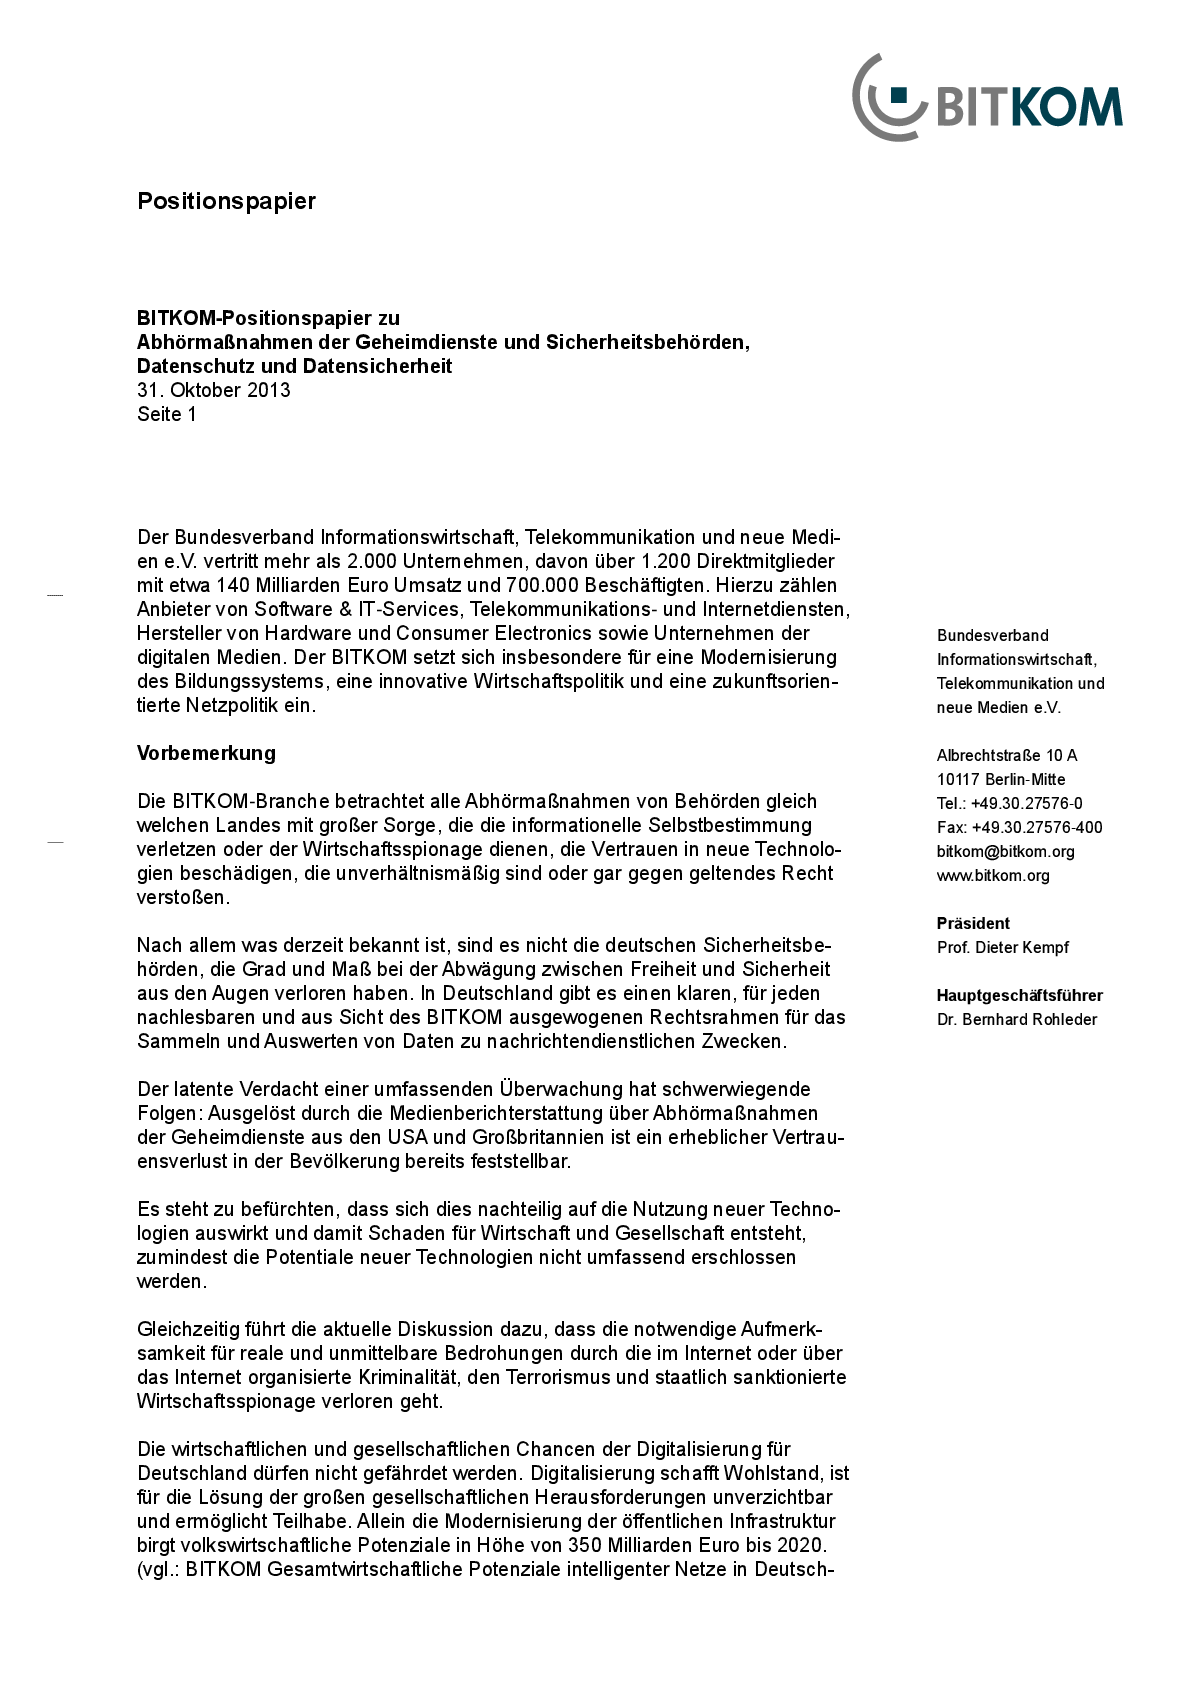 BITKOM
Positionspapier
BITKOM-Positionspapier zu
Abhörmaßnahmen der Geheimdienste und Sicherheitsbehörden,
Datenschutz und Datensicherheit
31. Oktober 2013
Seite 1
Der Bundesverband Informationswirtschaft, Telekommunikation und neue Medi-
en e.V. vertritt mehr als 2.000 Unternehmen, davon über 1.200 Direktmitglieder
mit etwa 140 Milliarden Euro Umsatz und 700.000 Beschäftigten. Hierzu zählen
Anbieter von Software & IT-Services, Telekommunikations- und Internetdiensten,
Hersteller von Hardware und Consumer Electronics sowie Unternehmen der
digitalen Medien. Der BITKOM setzt sich insbesondere für eine Modernisierung
des Bildungssystems, eine innovative Wirtschaftspolitik und eine zukunftsorien-
tierte Netzpolitik ein.
Vorbemerkung
Die BITKOM-Branche betrachtet alle Abhörmaßnahmen von Behörden gleich
welchen Landes mit großer Sorge, die die informationelle Selbstbestimmung
verletzen oder der Wirtschaftsspionage dienen, die Vertrauen in neue Technolo-
gien beschädigen, die unverhältnismäßig sind oder gar gegen geltendes Recht
verstoßen.
Nach allem was derzeit bekannt ist, sind es nicht die deutschen Sicherheitsbe-
hörden, die Grad und Maß bei der Abwägung zwischen Freiheit und Sicherheit
aus den Augen verloren haben. In Deutschland gibt es einen klaren, für jeden
nachlesbaren und aus Sicht des BITKOM ausgewogenen Rechtsrahmen für das
Sammeln und Auswerten von Daten zu nachrichtendienstlichen Zwecken.
Der latente Verdacht einer umfassenden Überwachung hat schwerwiegende
Folgen: Ausgelöst durch die Medienberichterstattung über Abhörmaßnahmen
der Geheimdienste aus den USA und Großbritannien ist ein erheblicher Vertrau-
ensverlust in der Bevölkerung bereits feststellbar.
Es steht zu befürchten, dass sich dies nachteilig auf die Nutzung neuer Techno-
logien auswirkt und damit Schaden für Wirtschaft und Gesellschaft entsteht,
zumindest die Potentiale neuer Technologien nicht umfassend erschlossen
werden.
Gleichzeitig führt die aktuelle Diskussion dazu, dass die notwendige Aufmerk-
samkeit für reale und unmittelbare Bedrohungen durch die im Internet oder über
das Internet organisierte Kriminalität, den Terrorismus und staatlich sanktionierte
Wirtschaftsspionage verloren geht.
Die wirtschaftlichen und gesellschaftlichen Chancen der Digitalisierung für
Deutschland dürfen nicht gefährdet werden. Digitalisierung schafft Wohlstand, ist
für die Lösung der großen gesellschaftlichen Herausforderungen unverzichtbar
und ermöglicht Teilhabe. Allein die Modernisierung der öffentlichen Infrastruktur
birgt volkswirtschaftliche Potenziale in Höhe von 350 Milliarden Euro bis 2020.
(vgl.: BITKOM Gesamtwirtschaftliche Potenziale intelligenter Netze in Deutsch-
Bundesverband
Informationswirtschaft,
Telekommunikation und
neue Medien e.V.
Albrechtstraße 10 A
10117 Berlin-Mitte
Tel.: +49.30.27576-0
Fax: +49.30.27576-400
bitkom@bitkom.org
www.bitkom.org
Präsident
Prof. Dieter Kempf
Hauptgeschäftsführer
Dr. Bernhard Rohleder